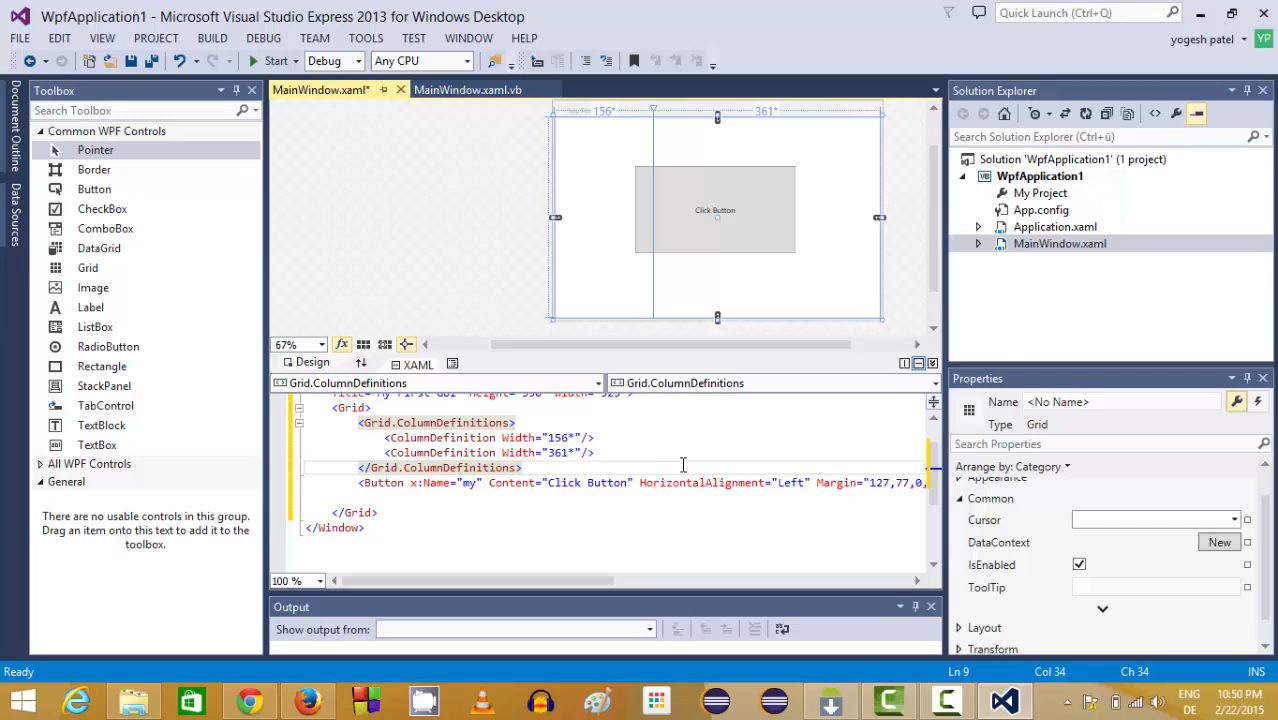 WpfApplication1 - Microsoft Visual Studio Express 2013 for Windows Desktop
Quick Launch (Ctrl+Q)
FILE EDIT VIEW PROJECT BUILD DEBUG TEAM TOOLS TEST WINDOW HELP
yogesh patel
YP
Start
Debug
Any CPU
Document Outline
Data Sources
Toolbox
Search Toolbox
Common WPF Controls
Pointer
Border
Button
CheckBox
ComboBox
DataGrid
Grid
Image
Label
ListBox
RadioButton
Rectangle
StackPanel
TabControl
TextBlock
TextBox
All WPF Controls
General
There are no usable controls in this group. Drag an item onto this text to add it to the toolbox.
MainWindow.xaml*
MainWindow.xaml.vb
156*
361*
Click Button
67%
fx
Design
XAML
Grid.ColumnDefinitions
Grid.ColumnDefinitions
<Grid>
<Grid.ColumnDefinitions>
<ColumnDefinition Width="156*"/>
<ColumnDefinition Width="361*"/>
</Grid.ColumnDefinitions>
<Button x:Name="my" Content="Click Button" HorizontalAlignment="Left" Margin="127,77,0,
</Grid>
</Window>
100 %
Output
Show output from:
Solution Explorer
Search Solution Explorer (Ctrl+ü)
Solution 'WpfApplication1' (1 project)
VB WpfApplication1
My Project
App.config
Application.xaml
MainWindow.xaml
Properties
Name <No Name>
Type Grid
Search Properties
Arrange by: Category
Appearance
Common
Cursor
DataContext New
IsEnabled
ToolTip
Layout
Transform
Ready
Ln 9 Col 34 Ch 34 INS
ENG 10:50 PM
DE 2/22/2015